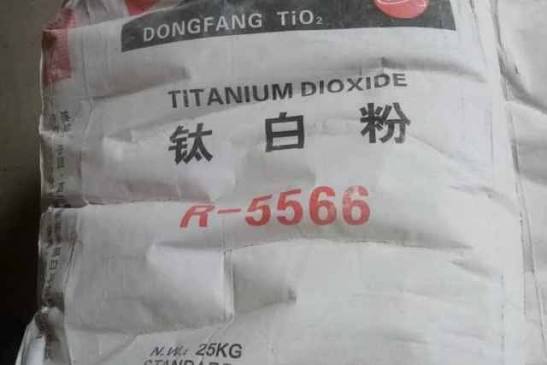 DONGFANG TiO₂
TITANIUM DIOXIDE
钛白粉
R-5566
N.W.: 25KG